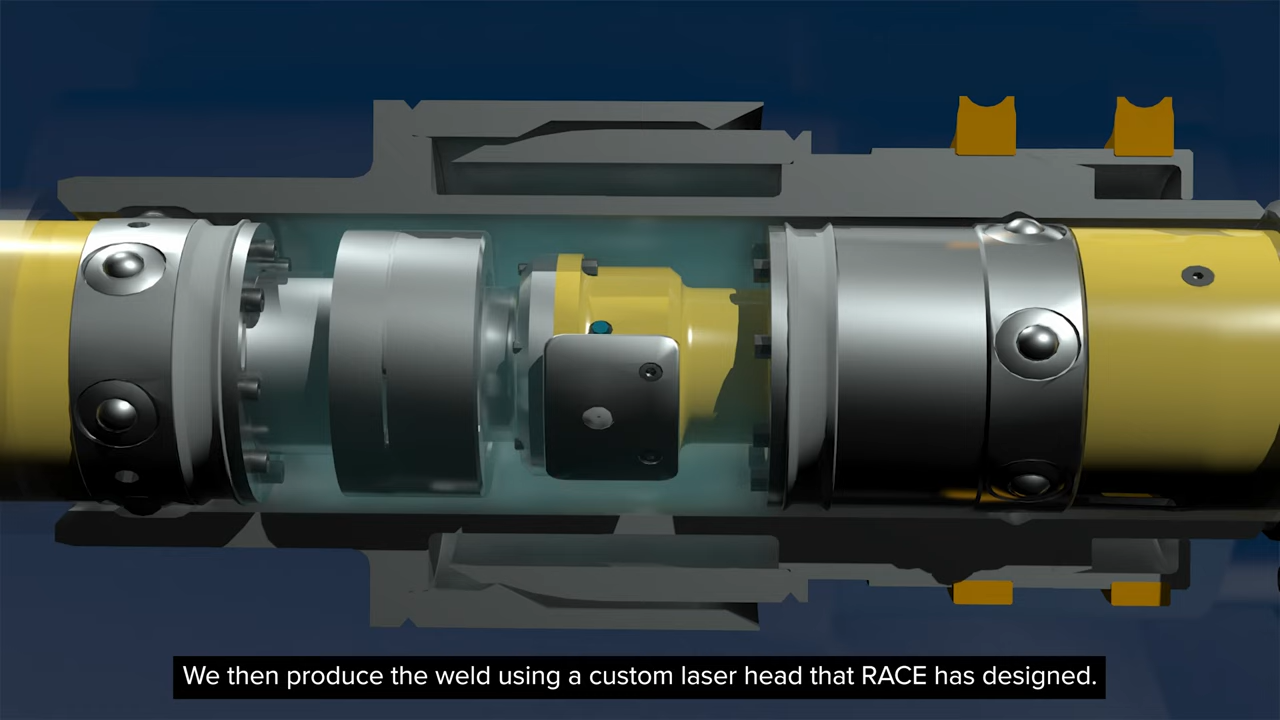 We then produce the weld using a custom laser head that RACE has designed.